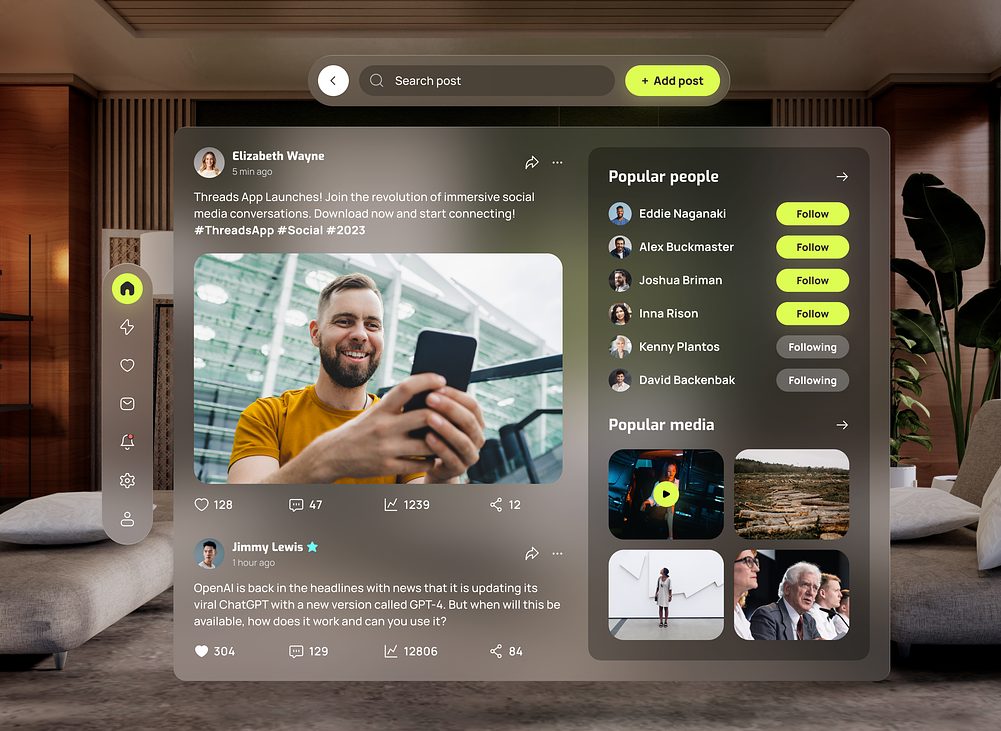 Search post
+ Add post
Elizabeth Wayne
5 min ago
Threads App Launches! Join the revolution of immersive social
media conversations. Download now and start connecting!
#ThreadsApp #Social #2023
128
47
1239
12
Jimmy Lewis
1 hour ago
OpenAI is back in the headlines with news that it is updating its
viral ChatGPT with a new version called GPT-4. But when will this be
available, how does it work and can you use it?
304
129
12806
84
Popular people
Eddie Naganaki Follow
Alex Buckmaster Follow
Joshua Briman Follow
Inna Rison Follow
Kenny Plantos Following
David Backenbak Following
Popular media